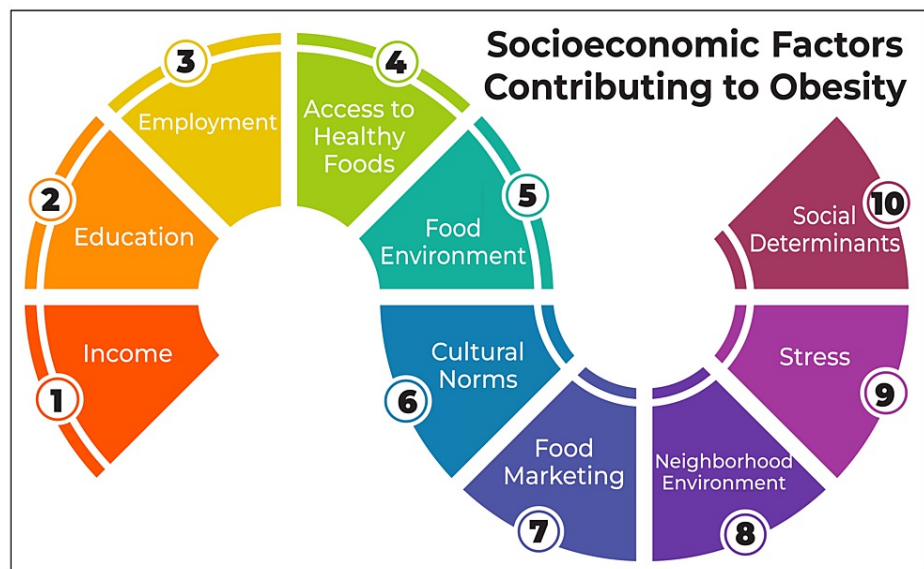 Socioeconomic Factors
Contributing to Obesity
1
Income
2
Education
3
Employment
4
Access to
Healthy
Foods
5
Food
Environment
6
Cultural
Norms
7
Food
Marketing
8
Neighborhood
Environment
9
Stress
10
Social
Determinants